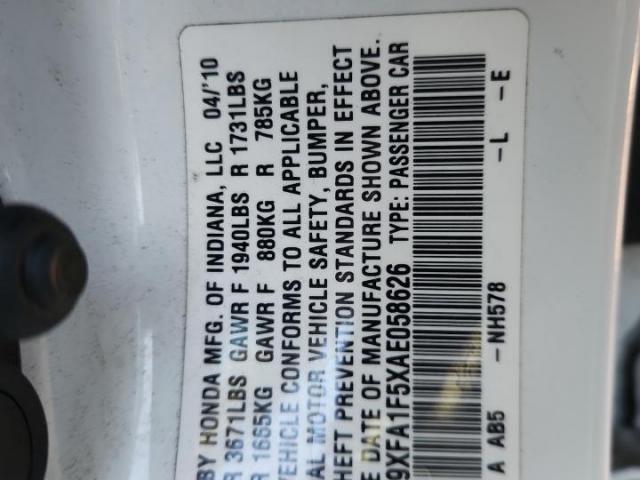 BY HONDA MFG. OF INDIANA, LLC 04/'10
R 3671LBS GAWR F 1940LBS R 1731LBS
R 1665KG GAWR F 880KG R 785KG
VEHICLE CONFORMS TO ALL APPLICABLE
AL MOTOR VEHICLE SAFETY, BUMPER,
HEFT PREVENTION STANDARDS IN EFFECT
E DATE OF MANUFACTURE SHOWN ABOVE.
9XFA1F5XAE058626 TYPE: PASSENGER CAR
A AB5 -NH578 -L -E